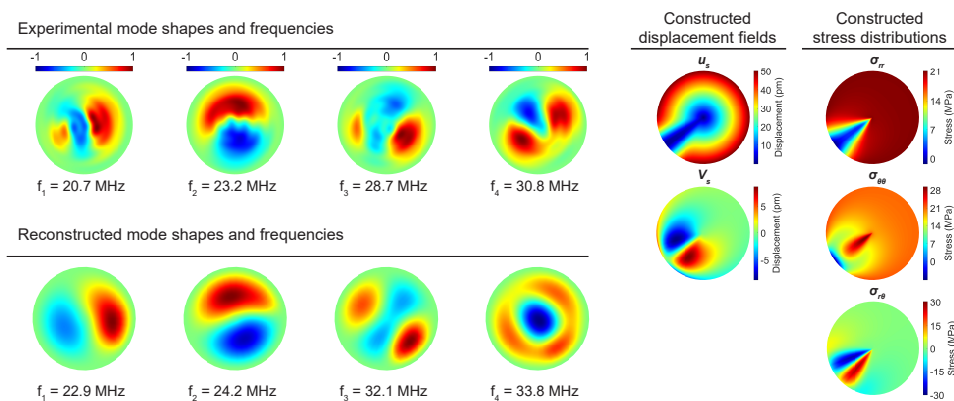 Experimental mode shapes and frequencies
-1 0 1 -1 0 1 -1 0 1 -1 0 1
f1 = 20.7 MHz f2 = 23.2 MHz f3 = 28.7 MHz f4 = 30.8 MHz
Reconstructed mode shapes and frequencies
f1 = 22.9 MHz f2 = 24.2 MHz f3 = 32.1 MHz f4 = 33.8 MHz
Constructed
displacement fields
us
50
40
30
20
10
Displacement (pm)
Vs
5
0
-5
Displacement (pm)
Constructed
stress distributions
σrr
21
14
7
0
Stress (MPa)
σθθ
28
21
14
7
0
Stress (MPa)
σrθ
30
15
0
-15
-30
Stress (MPa)